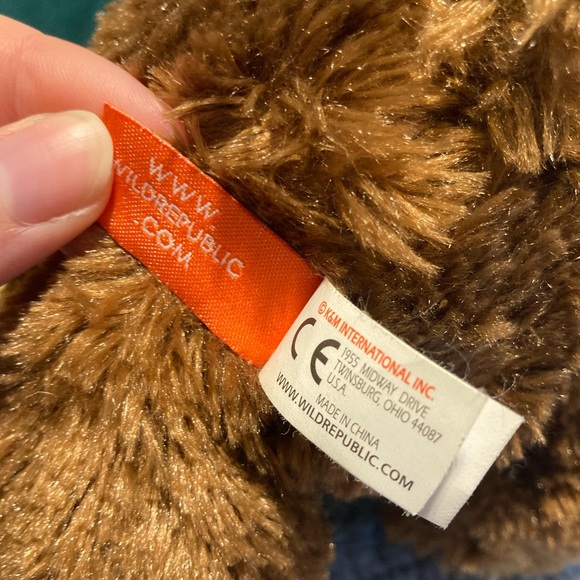 WWW.
WILDREPUBLIC
.COM
©K&M INTERNATIONAL INC.
CE
1955 MIDWAY DRIVE
TWINSBURG, OHIO 44087
U.S.A.
MADE IN CHINA
WWW.WILDREPUBLIC.COM